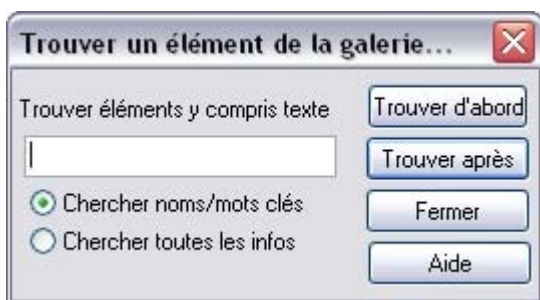 Trouver un élément de la galerie...
Trouver éléments y compris texte
Trouver d'abord
Trouver après
Chercher noms/mots clés
Fermer
Chercher toutes les infos
Aide